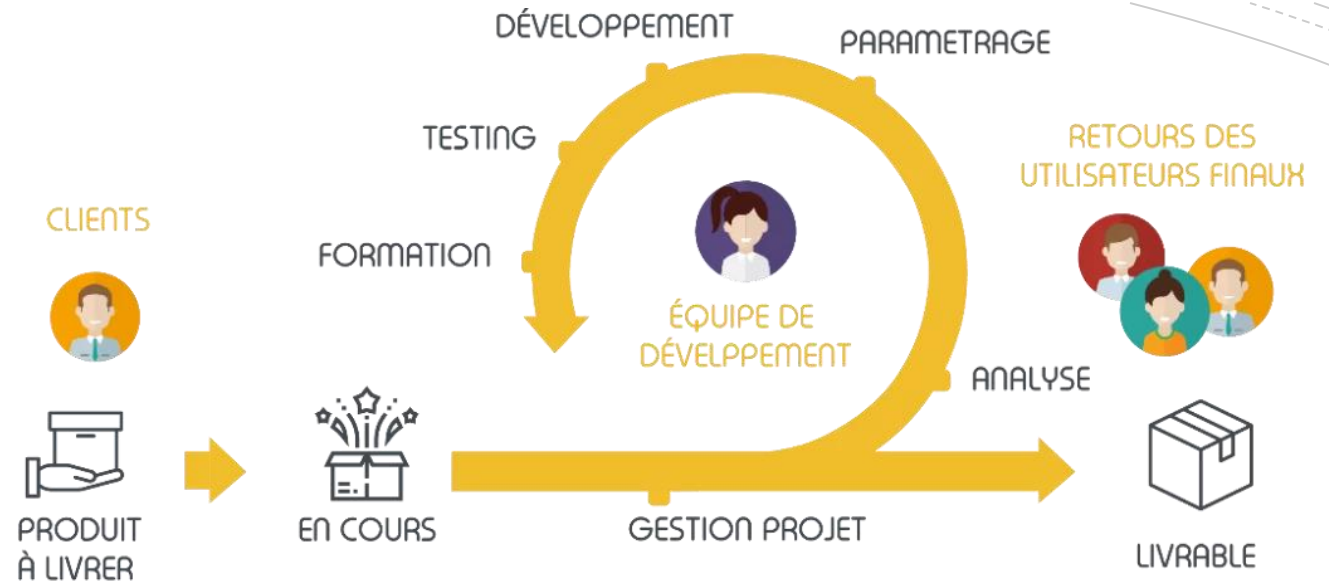 DÉVELOPPEMENT
PARAMETRAGE
TESTING
RETOURS DES
UTILISATEURS FINAUX
CLIENTS
FORMATION
ÉQUIPE DE
DÉVELPPEMENT
ANALYSE
PRODUIT
À LIVRER
EN COURS
GESTION PROJET
LIVRABLE